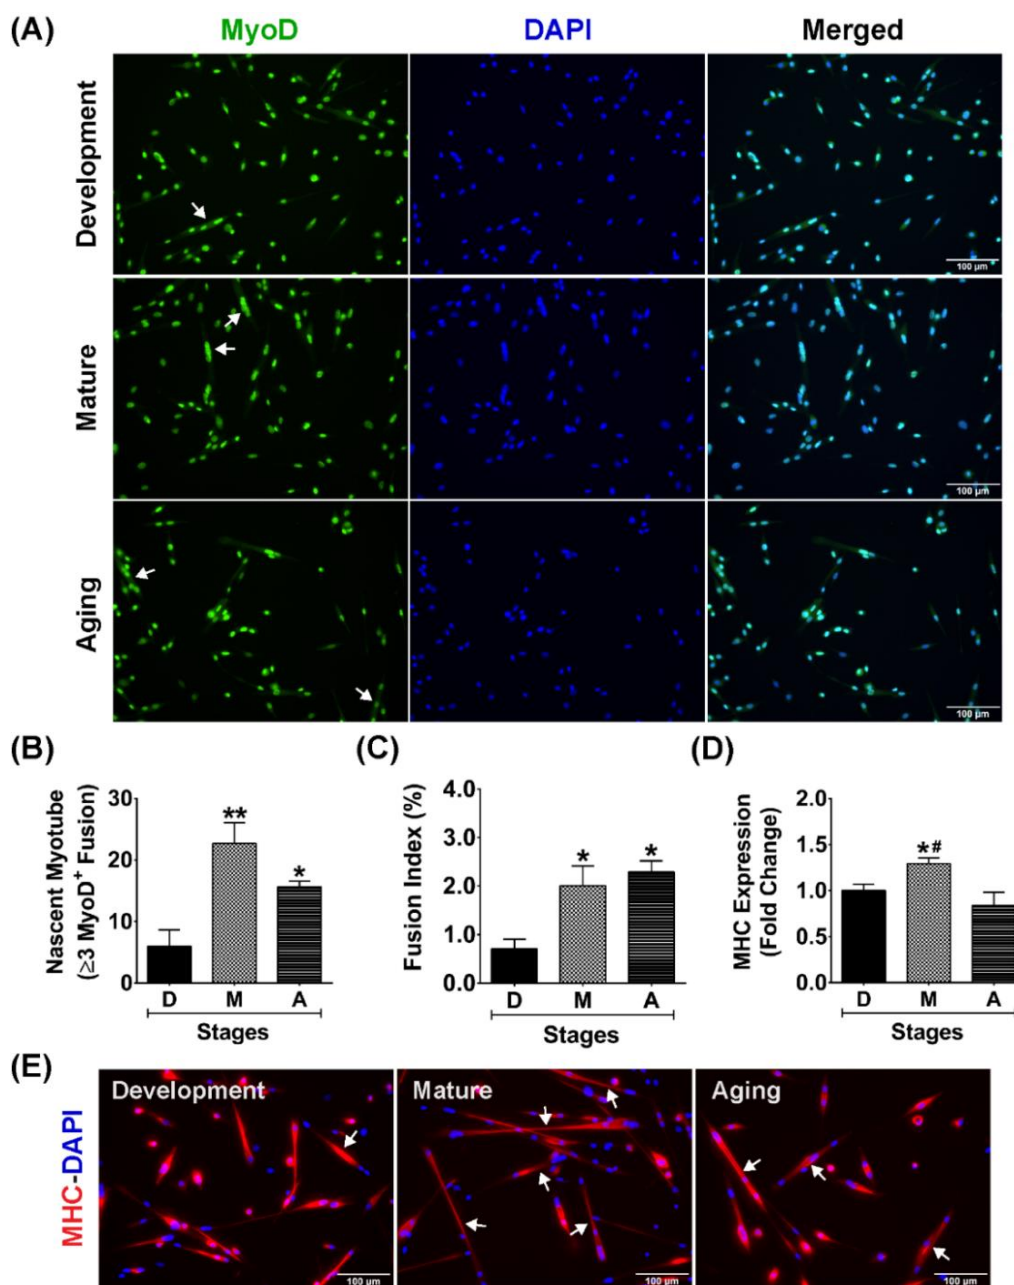 (A)
MyoD
DAPI
Merged
Development
100 µm
Mature
100 µm
Aging
100 µm
(B)
Nascent Myotube
(≥3 MyoD+ Fusion)
30
20
10
0
**
*
D
M
A
Stages
(C)
Fusion Index (%)
4.0
3.0
2.0
1.0
0.0
*
*
D
M
A
Stages
(D)
MHC Expression
(Fold Change)
2.0
1.5
1.0
0.5
0.0
*#
D
M
A
Stages
(E)
MHC-DAPI
Development
100 µm
Mature
100 µm
Aging
100 µm